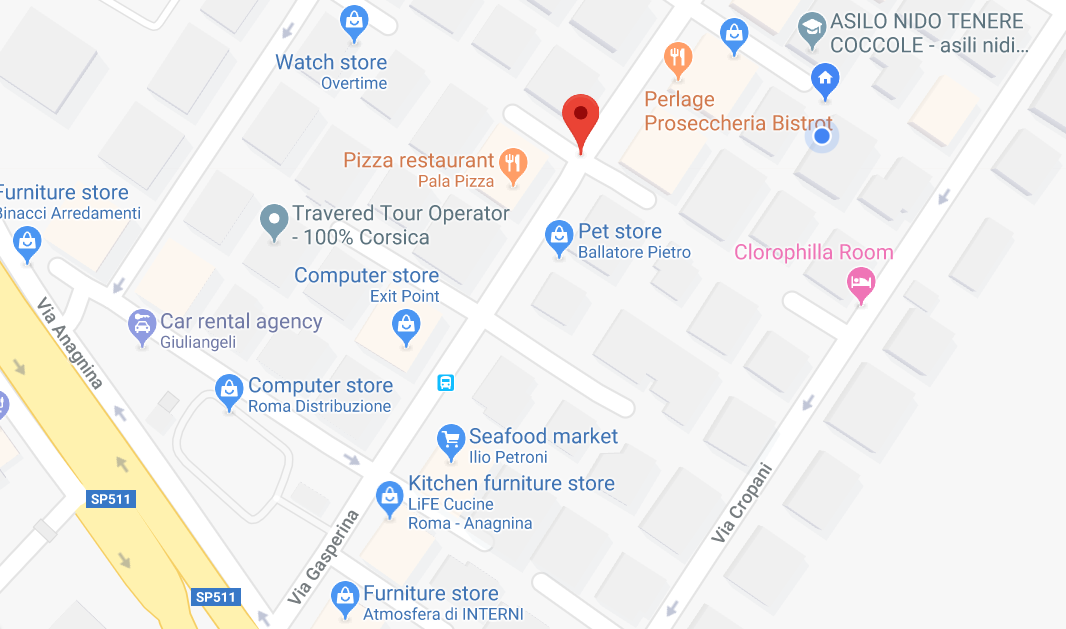 ASILO NIDO TENERE
COCCOLE - asili nidi...
Watch store
Overtime
Perlage
Proseccheria Bistrot
Pizza restaurant
Pala Pizza
Furniture store
Binacci Arredamenti
Travered Tour Operator
- 100% Corsica
Pet store
Ballatore Pietro
Clorophilla Room
Computer store
Exit Point
Via Anagnina
Car rental agency
Giuliangeli
Computer store
Roma Distribuzione
Seafood market
Ilio Petroni
Kitchen furniture store
LiFE Cucine
Roma - Anagnina
SP511
Via Cropani
Via Gasperina
SP511
Furniture store
Atmosfera di INTERNI